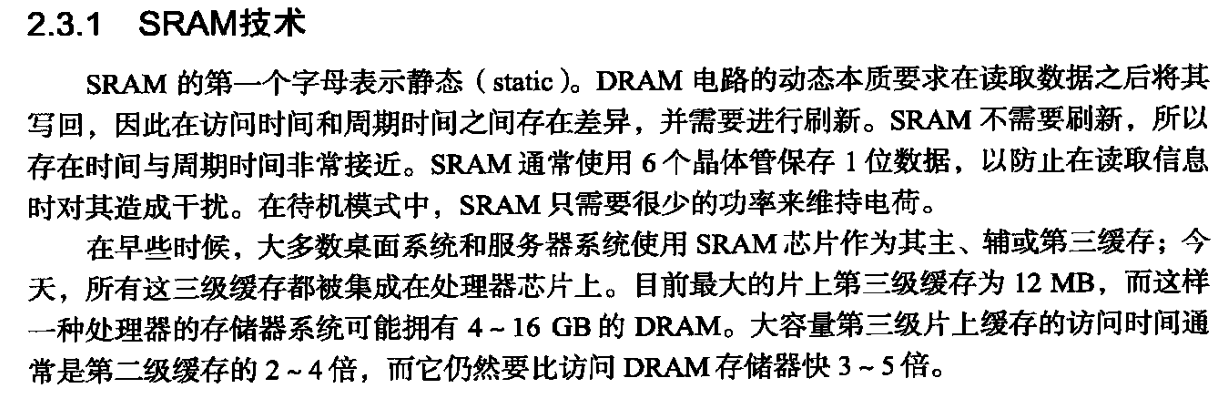 2.3.1 SRAM技术
SRAM 的第一个字母表示静态（static）。DRAM 电路的动态本质要求在读取数据之后将其
写回，因此在访问时间和周期时间之间存在差异，并需要进行刷新。SRAM 不需要刷新，所以
存在时间与周期时间非常接近。SRAM 通常使用 6 个晶体管保存 1 位数据，以防止在读取信息
时对其造成干扰。在待机模式中，SRAM 只需要很少的功率来维持电荷。
在早些时候，大多数桌面系统和服务器系统使用 SRAM 芯片作为其主、辅或第三缓存；今
天，所有这三级缓存都被集成在处理器芯片上。目前最大的片上第三级缓存为 12 MB，而这样
一种处理器的存储器系统可能拥有 4 ~ 16 GB 的 DRAM。大容量第三级片上缓存的访问时间通
常是第二级缓存的 2 ~ 4 倍，而它仍然要比访问 DRAM 存储器快 3 ~ 5 倍。